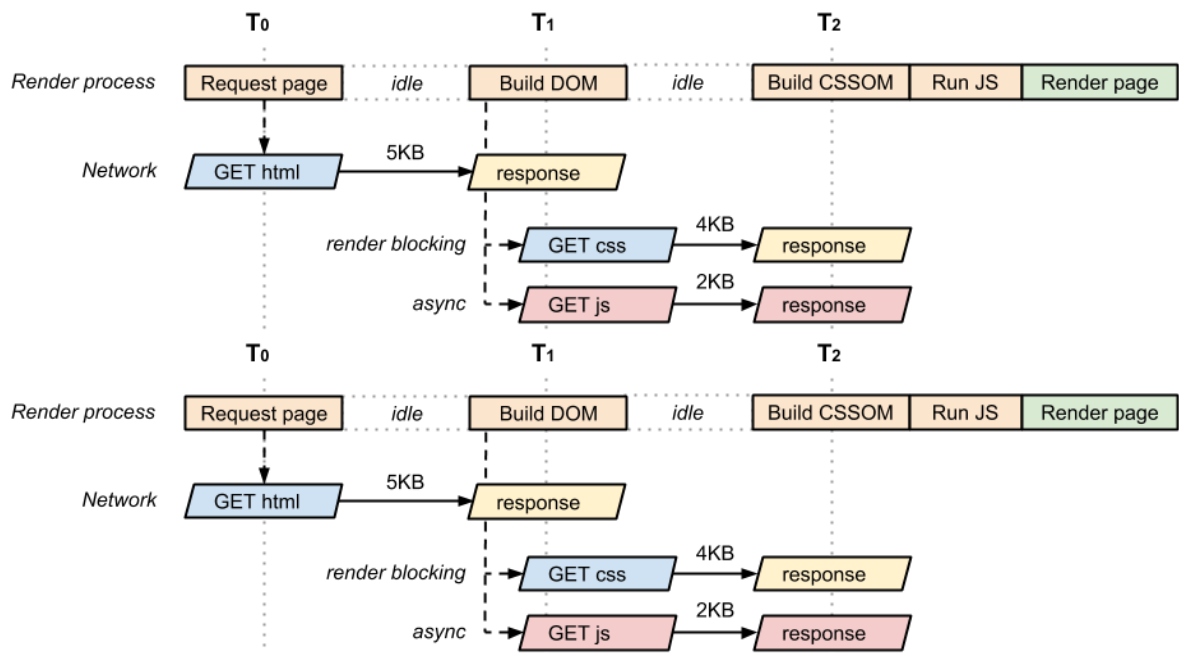 T0 T1 T2
Render process Request page idle Build DOM idle Build CSSOM Run JS Render page
5KB
Network GET html response
4KB
render blocking GET css response
2KB
async GET js response
T0 T1 T2
Render process Request page idle Build DOM idle Build CSSOM Run JS Render page
5KB
Network GET html response
4KB
render blocking GET css response
2KB
async GET js response